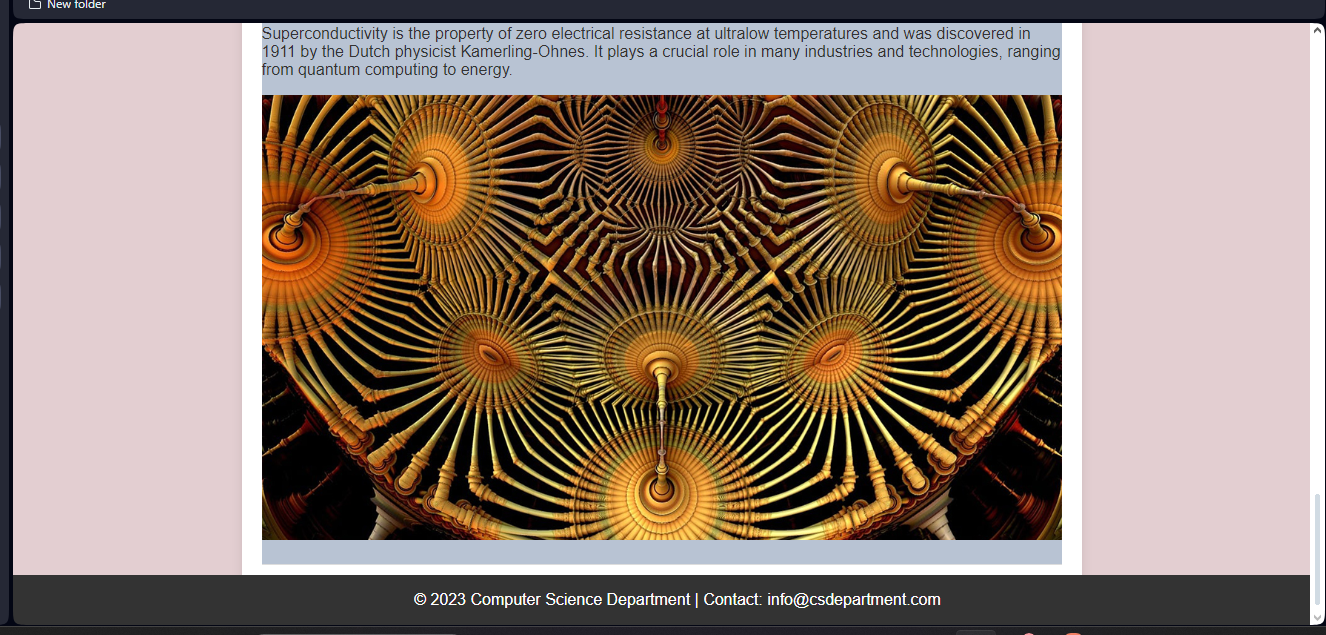 New folder
Superconductivity is the property of zero electrical resistance at ultralow temperatures and was discovered in
1911 by the Dutch physicist Kamerling-Ohnes. It plays a crucial role in many industries and technologies, ranging
from quantum computing to energy.
© 2023 Computer Science Department | Contact: info@csdepartment.com